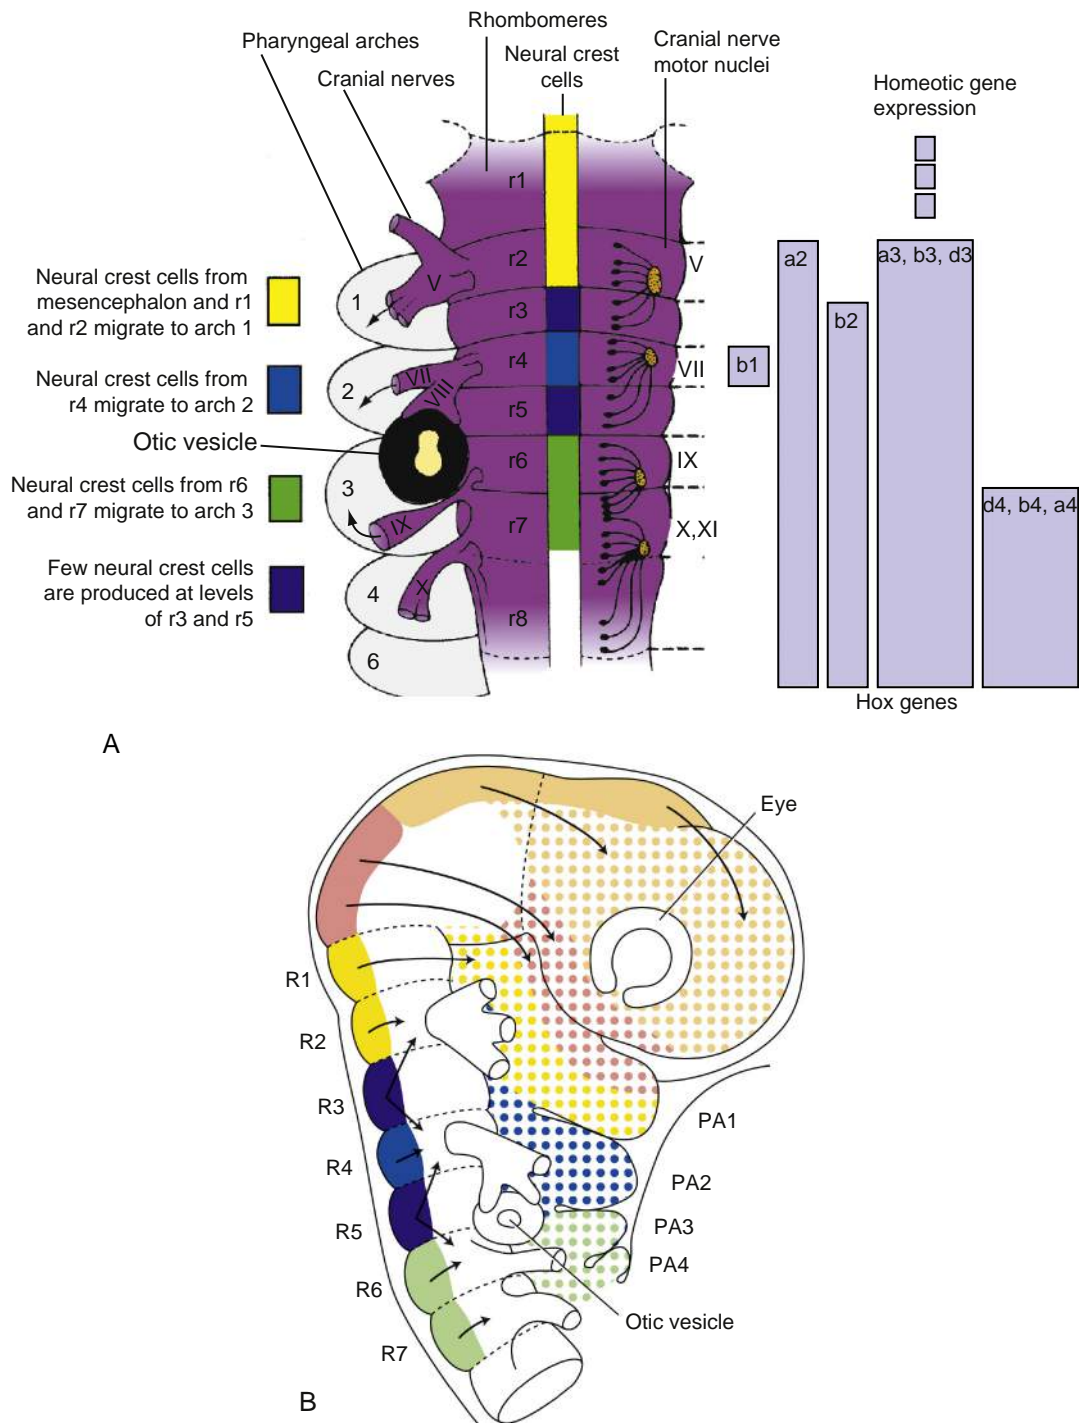 Rhombomeres
Pharyngeal arches
Cranial nerves
Neural crest
cells
Cranial nerve
motor nuclei
Homeotic gene
expression
Neural crest cells from
mesencephalon and r1
and r2 migrate to arch 1
Neural crest cells from
r4 migrate to arch 2
Otic vesicle
Neural crest cells from r6
and r7 migrate to arch 3
Few neural crest cells
are produced at levels
of r3 and r5
1
2
3
4
6
V
VII
VIII
IX
X
r1
r2
r3
r4
r5
r6
r7
r8
V
VII
IX
X,XI
b1
a2
b2
a3, b3, d3
d4, b4, a4
Hox genes
A
Eye
R1
R2
R3
R4
R5
R6
R7
PA1
PA2
PA3
PA4
Otic vesicle
B